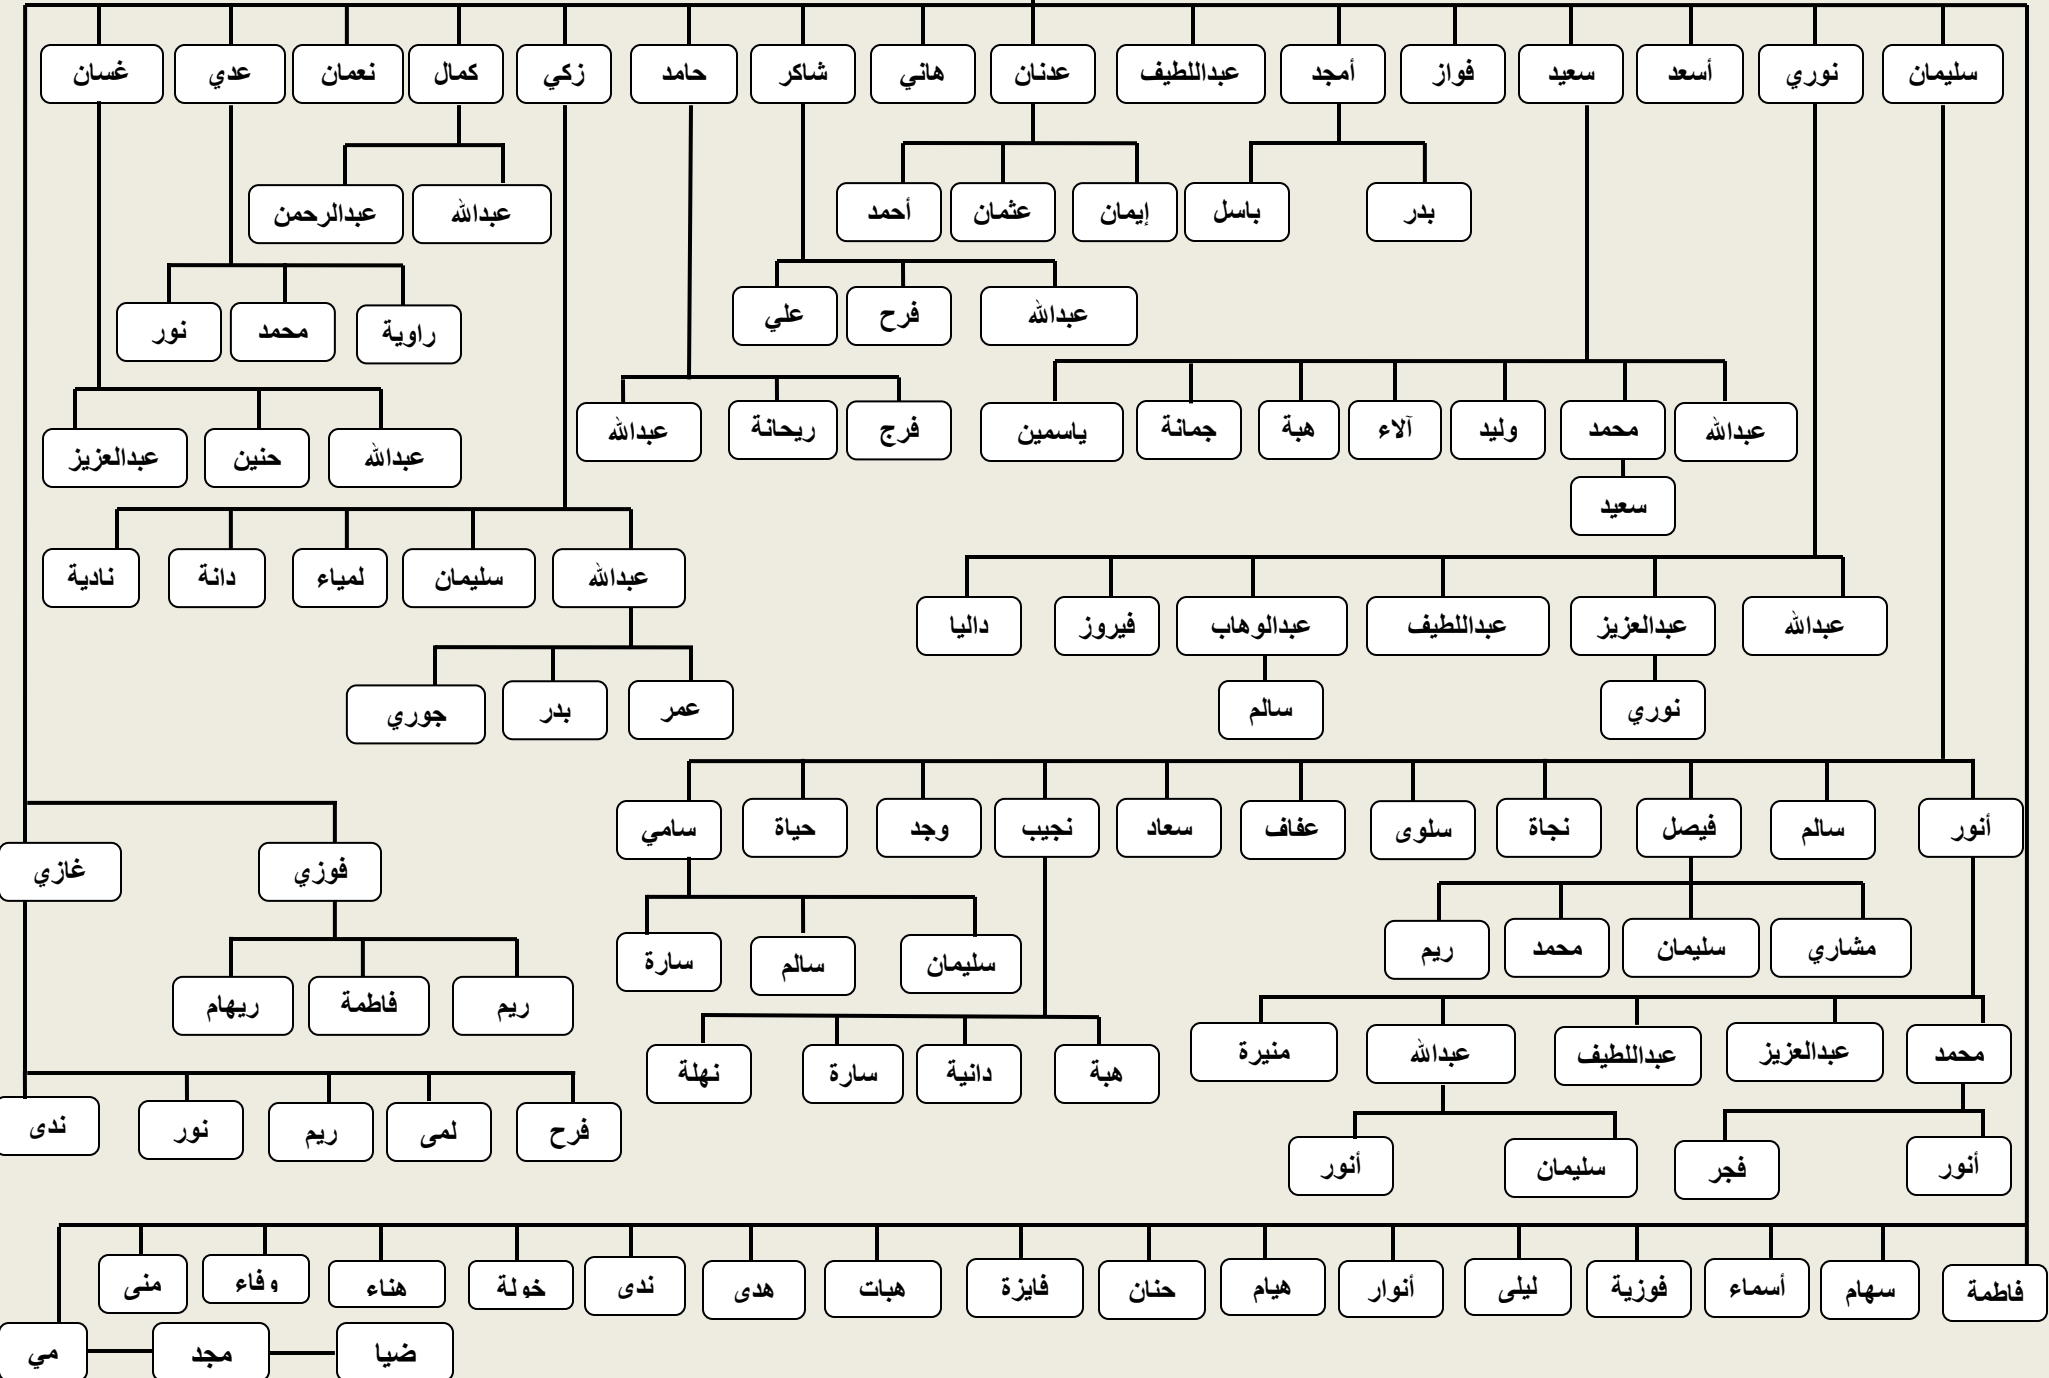 سليمان نوري أسعد سعيد فواز أمجد عبداللطيف عدنان هاني شاكر حامد زكي كمال نعمان عدي غسان
بدر باسل إيمان عثمان أحمد عبدالله عبدالرحمن
عبدالله فرح علي راوية محمد نور
عبدالله محمد وليد آلاء هبة جمانة ياسمين فرج ريحانة عبدالله عبدالله حنين عبدالعزيز
سعيد
عبدالله سليمان لمياء دانة نادية
عبدالله عبدالعزيز عبداللطيف عبدالوهاب فيروز داليا
نوري سالم عمر بدر جوري
أنور سالم فيصل نجاة سلوى عفاف سعاد نجيب وجد حياة سامي
فوزي غازي
مشاري سليمان محمد ريم سليمان سالم سارة
ريم فاطمة ريهام
محمد عبدالعزيز عبداللطيف عبدالله منيرة هبة دانية سارة نهلة
فرح لمى ريم نور ندى
أنور فجر سليمان أنور
فاطمة سهام أسماء فوزية ليلى أنوار هيام حنان فايزة هبات هدى ندى خولة هناء وفاء منى
ضيا مجد مي